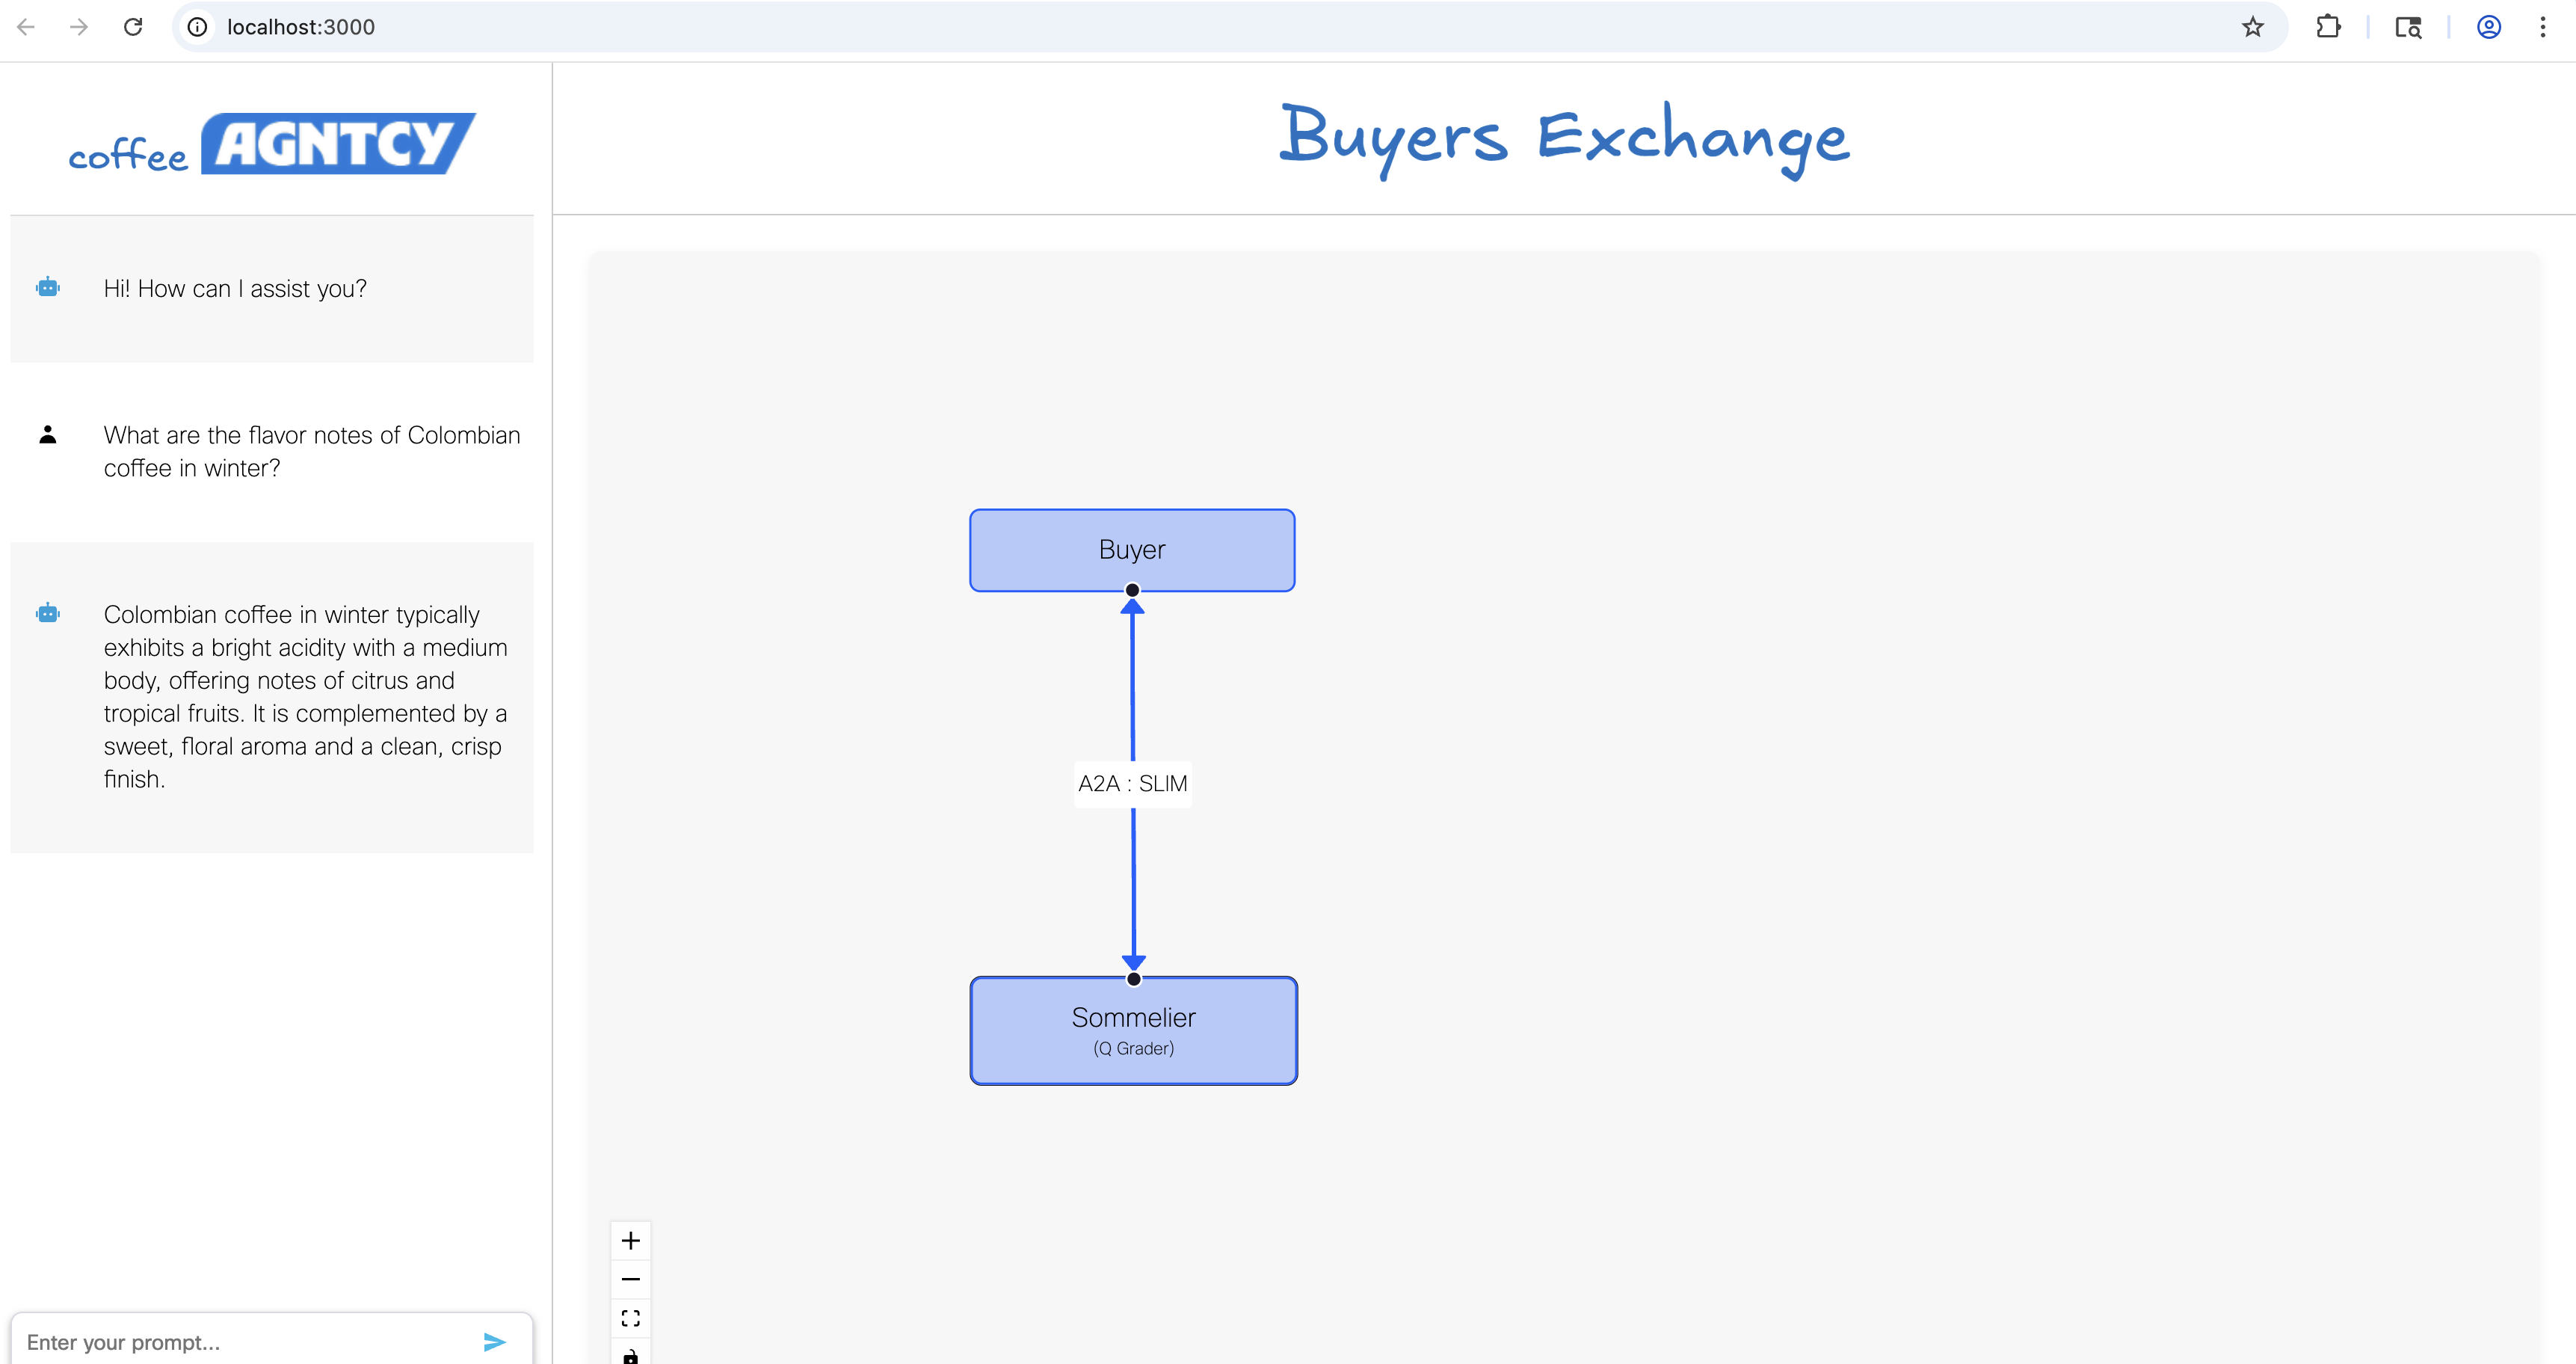 localhost:3000
coffee AGNTCY
Buyers Exchange
Hi! How can I assist you?
What are the flavor notes of Colombian
coffee in winter?
Colombian coffee in winter typically
exhibits a bright acidity with a medium
body, offering notes of citrus and
tropical fruits. It is complemented by a
sweet, floral aroma and a clean, crisp
finish.
Enter your prompt...
Buyer
A2A : SLIM
Sommelier
(Q Grader)